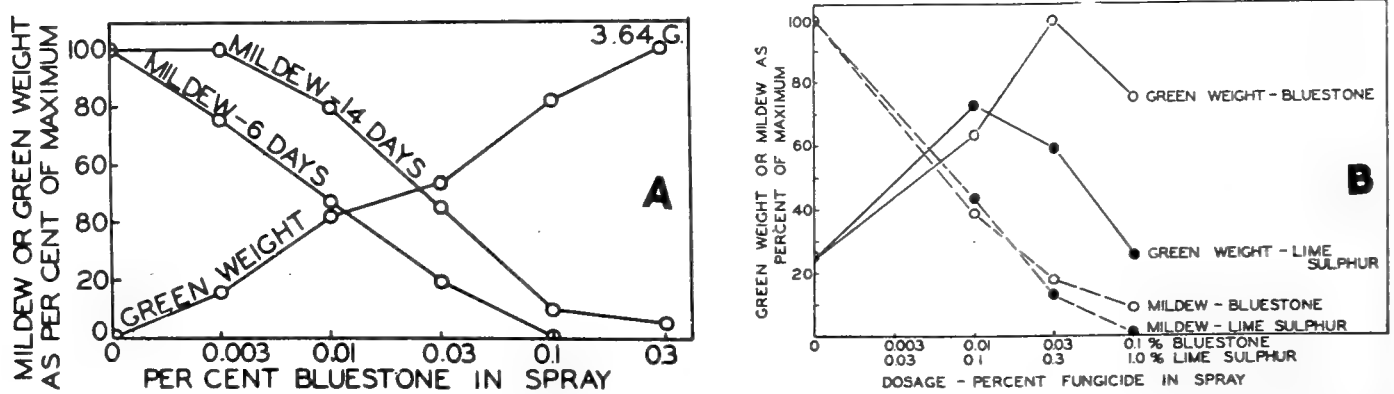 MILDEW OR GREEN WEIGHT
AS PER CENT OF MAXIMUM
100
80
60
80
20
0
3.64 G.
MILDEW-14 DAYS
MILDEW-6 DAYS
GREEN WEIGHT
A
0 0.003 0.01 0.03 0.1 0.3
PER CENT BLUESTONE IN SPRAY
GREEN WEIGHT OR MILDEW AS
PERCENT OF MAXIMUM
100
80
60
40
20
GREEN WEIGHT-BLUESTONE
B
GREEN WEIGHT-LIME
SULPHUR
MILDEW-BLUESTONE
MILDEW-LIME SULPHUR
0 0.003 0.01 0.03 0.1 % BLUESTONE
0.03 0.1 0.3 1.0 % LIME SULPHUR
DOSAGE - PERCENT FUNGICIDE IN SPRAY